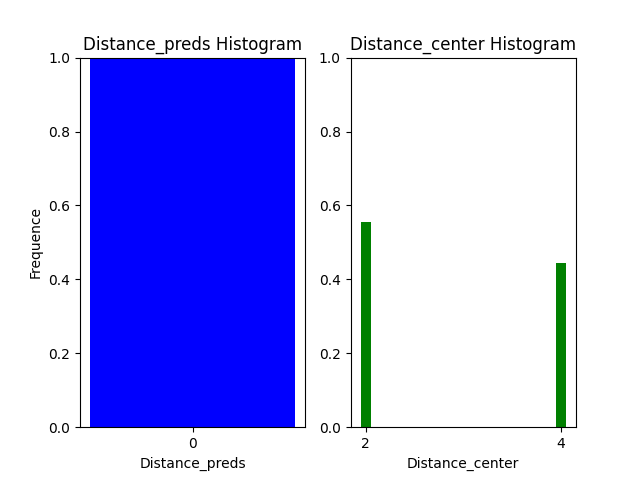 Distance_preds Histogram
Frequence
1.0
0.8
0.6
0.4
0.2
0.0
0
Distance_preds
Distance_center Histogram
1.0
0.8
0.6
0.4
0.2
0.0
2 4
Distance_center